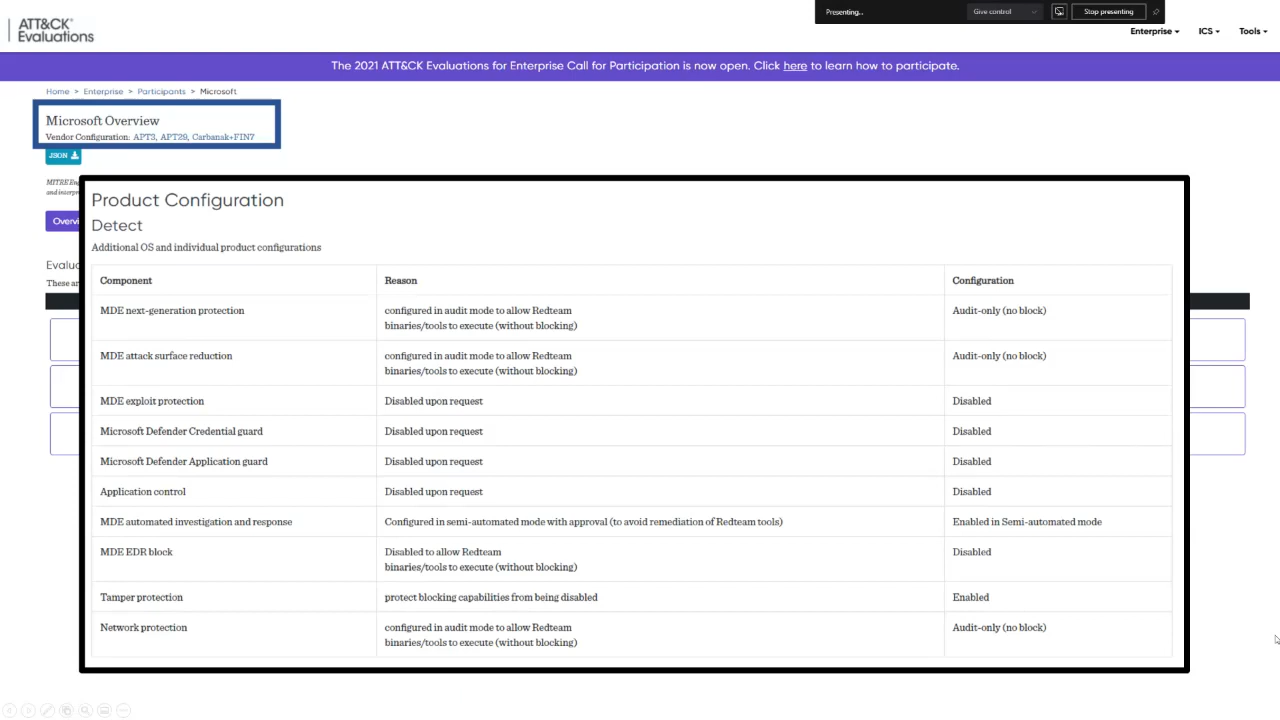 Presenting...
Give control
Stop presenting
ATT&CK®
Evaluations
Enterprise
ICS
Tools
The 2021 ATT&CK Evaluations for Enterprise Call for Participation is now open. Click here to learn how to participate.
Home > Enterprise > Participants > Microsoft
Microsoft Overview
Vendor Configuration: APT3, APT29, Carbanak+FIN7
JSON
MITRE Eng
and interpr
Overvi
Evaluc
These ar
Product Configuration
Detect
Additional OS and individual product configurations
Component Reason Configuration
MDE next-generation protection configured in audit mode to allow Redteam Audit-only (no block)
binaries/tools to execute (without blocking)
MDE attack surface reduction configured in audit mode to allow Redteam Audit-only (no block)
binaries/tools to execute (without blocking)
MDE exploit protection Disabled upon request Disabled
Microsoft Defender Credential guard Disabled upon request Disabled
Microsoft Defender Application guard Disabled upon request Disabled
Application control Disabled upon request Disabled
MDE automated investigation and response Configured in semi-automated mode with approval (to avoid remediation of Redteam tools) Enabled in Semi-automated mode
MDE EDR block Disabled to allow Redteam Disabled
binaries/tools to execute (without blocking)
Tamper protection protect blocking capabilities from being disabled Enabled
Network protection configured in audit mode to allow Redteam Audit-only (no block)
binaries/tools to execute (without blocking)